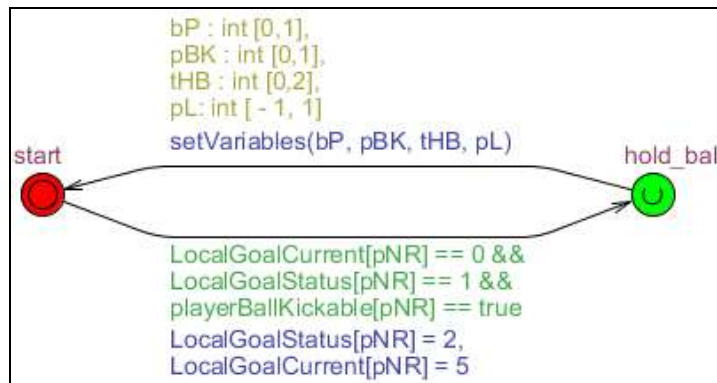 bP : int [0,1],
pBK : int [0,1],
tHB : int [0,2],
pL: int [ - 1, 1]
setVariables(bP, pBK, tHB, pL)
start
hold_bal
LocalGoalCurrent[pNR] == 0 &&
LocalGoalStatus[pNR] == 1 &&
playerBallKickable[pNR] == true
LocalGoalStatus[pNR] = 2,
LocalGoalCurrent[pNR] = 5